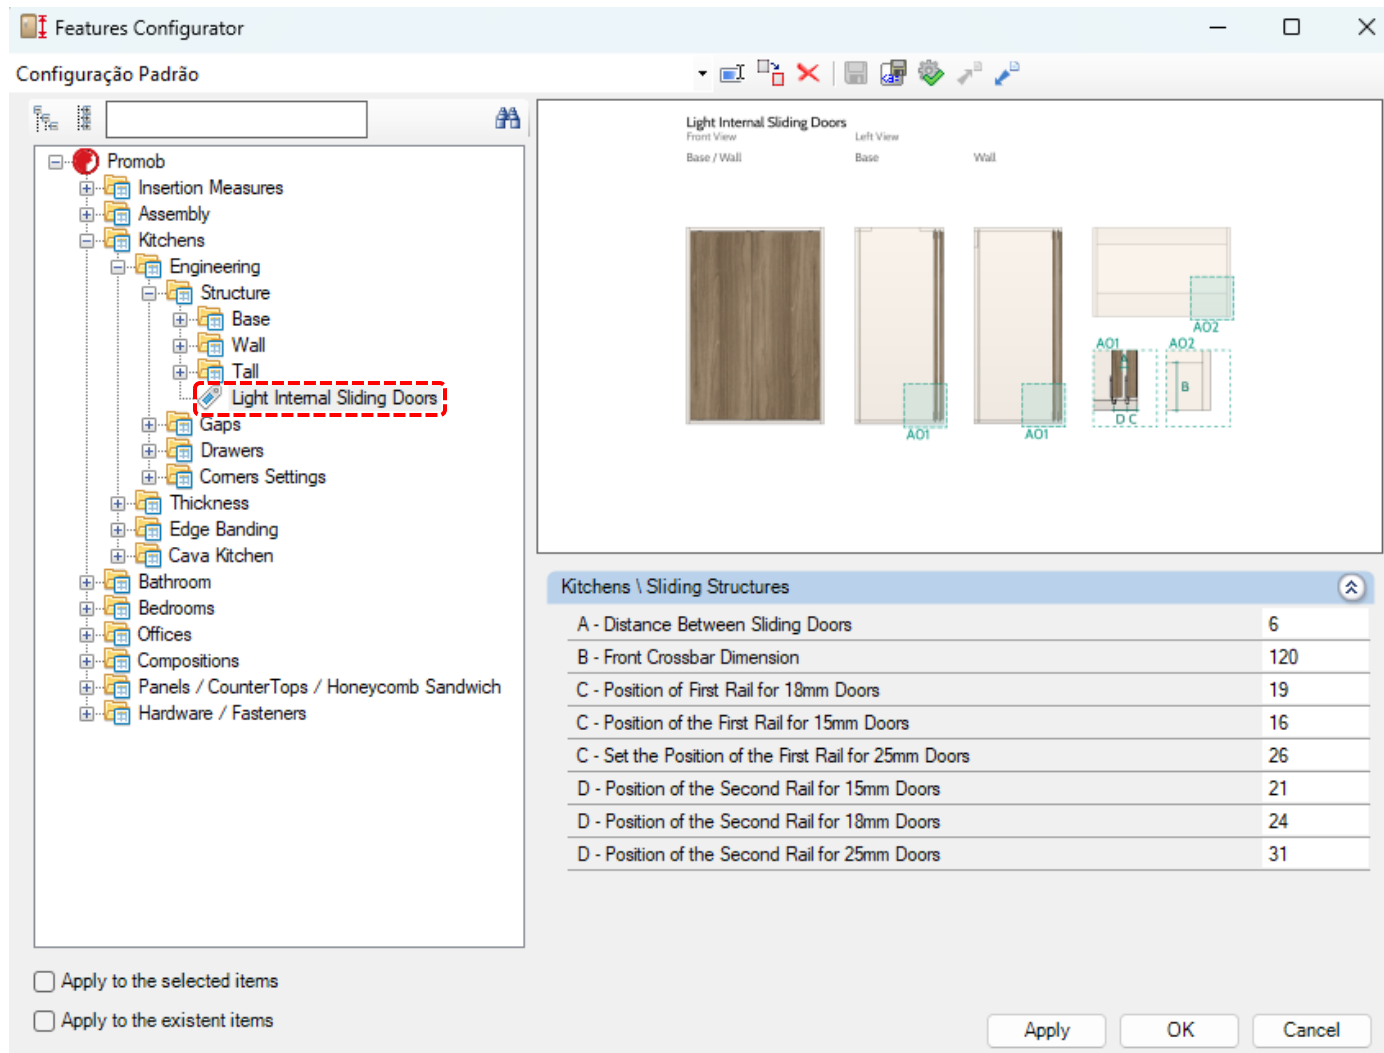 Features Configurator
Configuração Padrão
Promob
Insertion Measures
Assembly
Kitchens
Engineering
Structure
Base
Wall
Tall
Light Internal Sliding Doors
Gaps
Drawers
Corners Settings
Thickness
Edge Banding
Cava Kitchen
Bathroom
Bedrooms
Offices
Compositions
Panels / CounterTops / Honeycomb Sandwich
Hardware / Fasteners
Light Internal Sliding Doors
Front View Left View
Base / Wall Base Wall
AO2
AO1 AO2
A
B
D C
AO1 AO1
Kitchens \ Sliding Structures
A - Distance Between Sliding Doors 6
B - Front Crossbar Dimension 120
C - Position of First Rail for 18mm Doors 19
C - Position of the First Rail for 15mm Doors 16
C - Set the Position of the First Rail for 25mm Doors 26
D - Position of the Second Rail for 15mm Doors 21
D - Position of the Second Rail for 18mm Doors 24
D - Position of the Second Rail for 25mm Doors 31
Apply to the selected items
Apply to the existent items
Apply OK Cancel